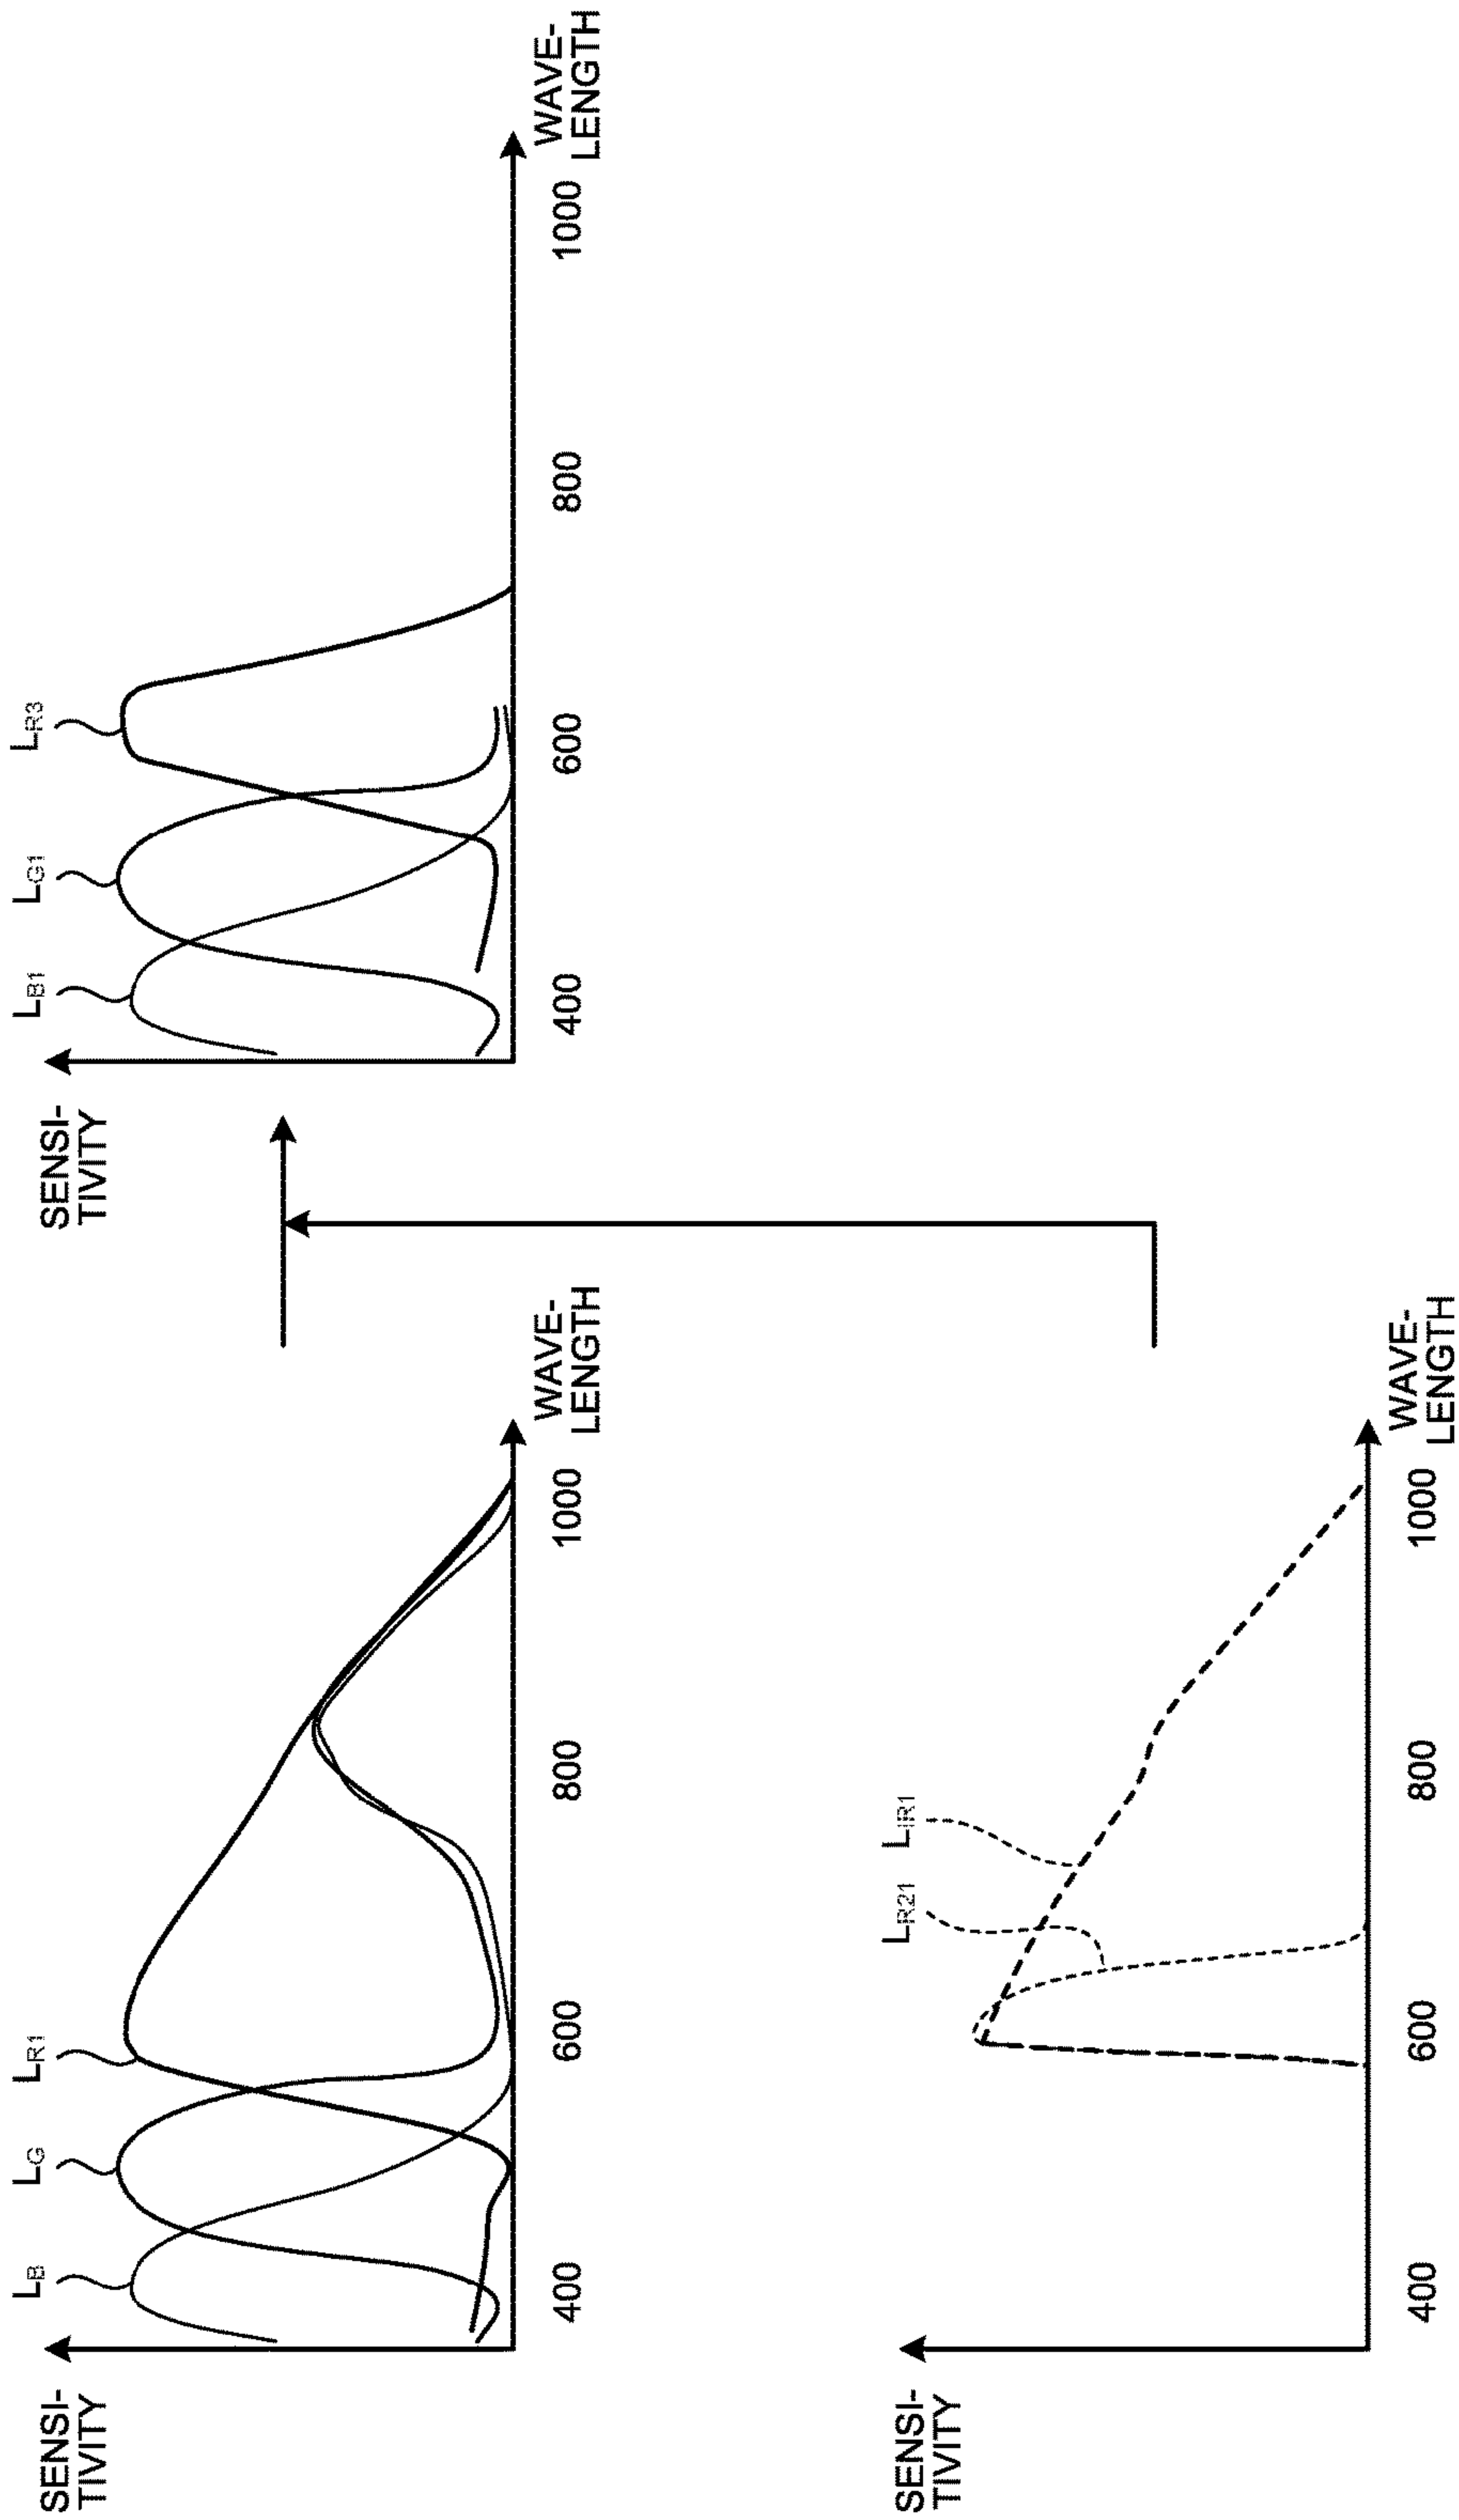 SENSI-
TIVITY
LB
LG
LR1
400
600
800
1000
WAVE-
LENGTH
SENSI-
TIVITY
LB1
LG1
LR3
400
600
800
1000
WAVE-
LENGTH
SENSI-
TIVITY
LR21
LIR1
400
600
800
1000
WAVE-
LENGTH